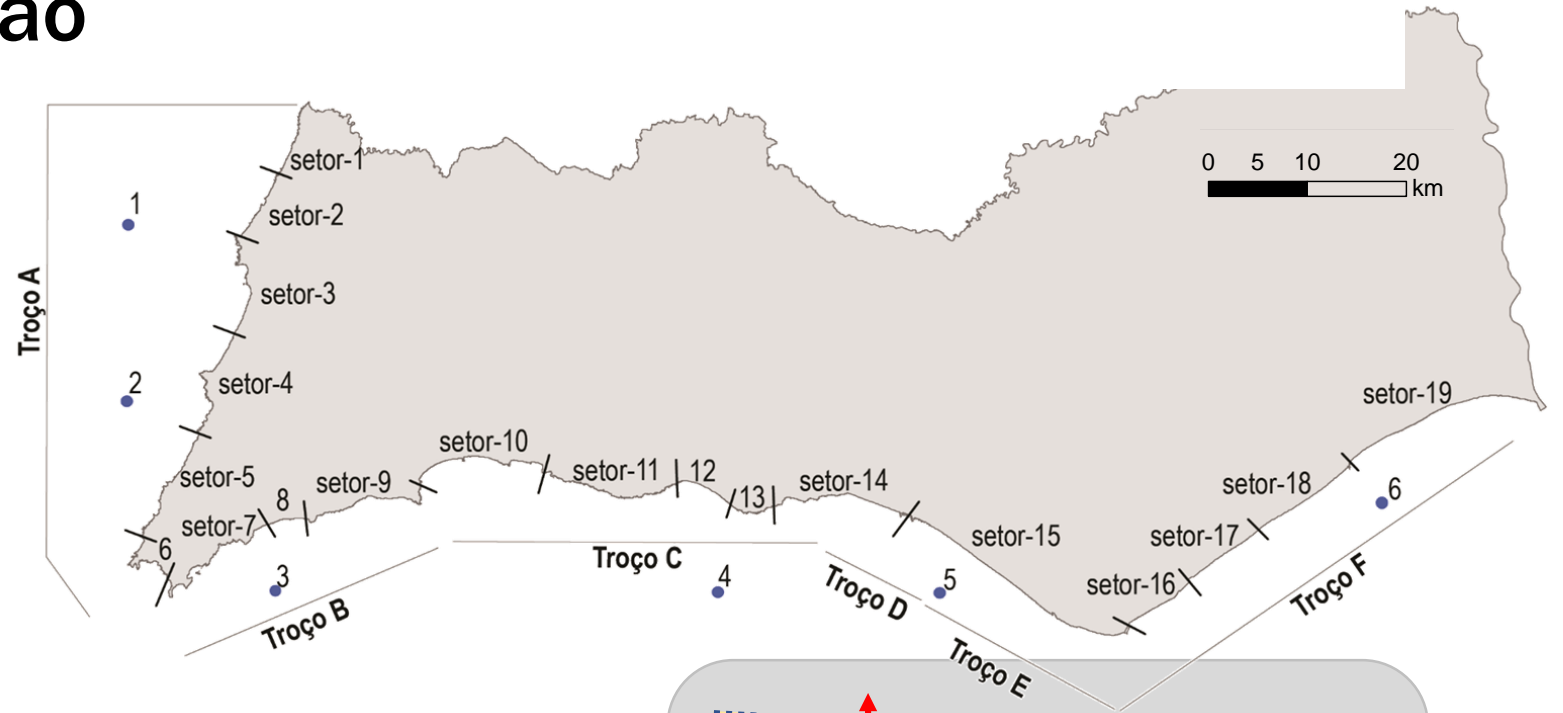 ão
setor-1
setor-2
setor-3
setor-4
setor-5
6
setor-7
8
setor-9
setor-10
setor-11
12
13
setor-14
setor-15
setor-16
setor-17
setor-18
setor-19
1
2
3
4
5
6
Troço A
Troço B
Troço C
Troço D
Troço E
Troço F
0 5 10 20
km